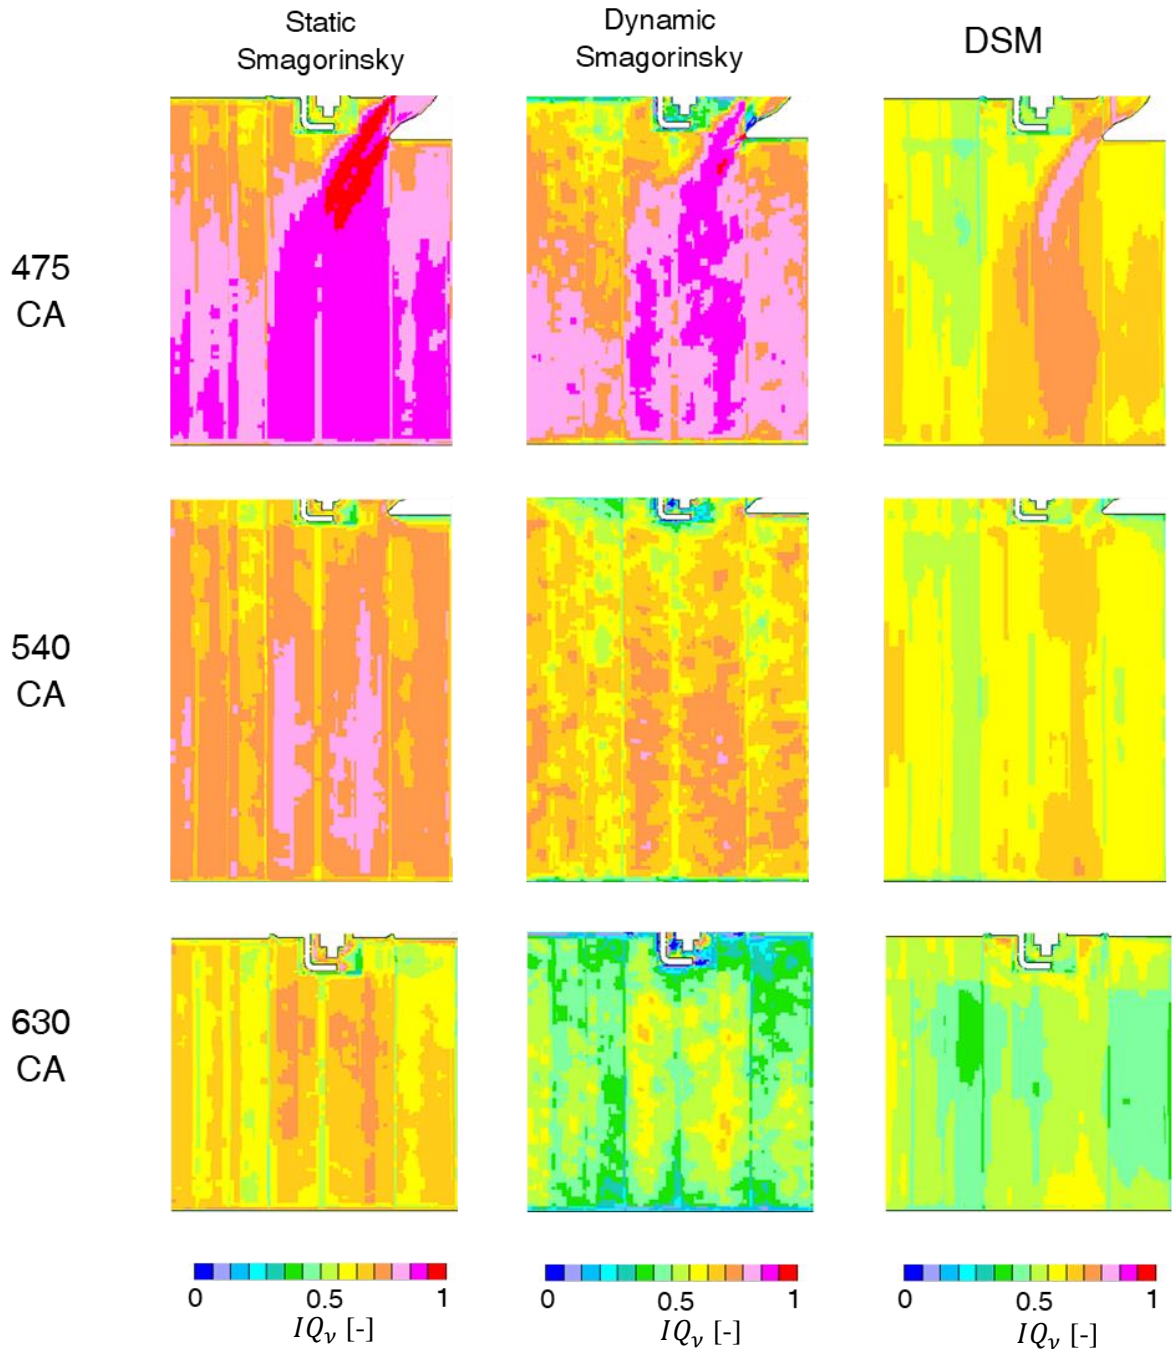 Static
Smagorinsky
Dynamic
Smagorinsky
DSM
475
CA
540
CA
630
CA
0 0.5 1
IQν [-]
0 0.5 1
IQν [-]
0 0.5 1
IQν [-]